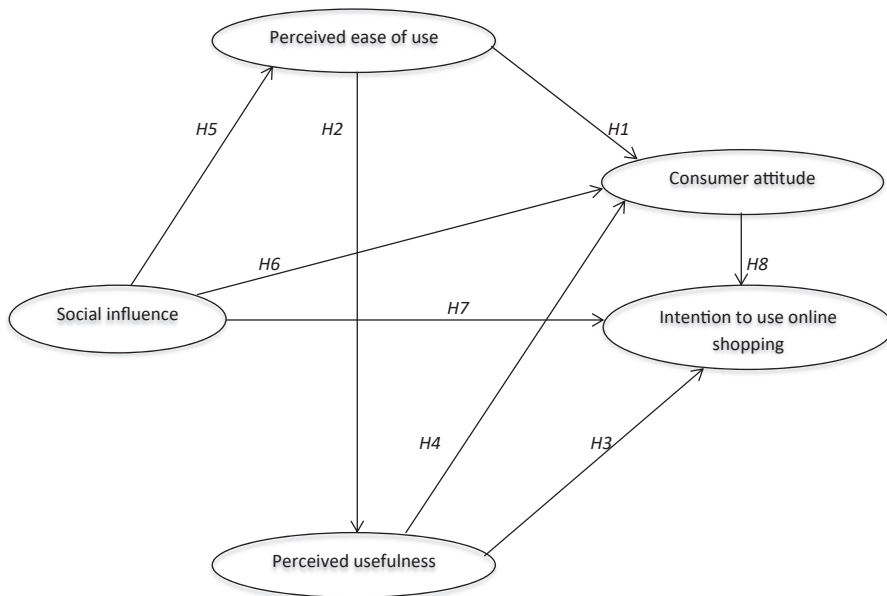 Perceived ease of use
H5
H2
H1
Consumer attitude
H6
H8
Social influence
H7
Intention to use online
shopping
H4
H3
Perceived usefulness